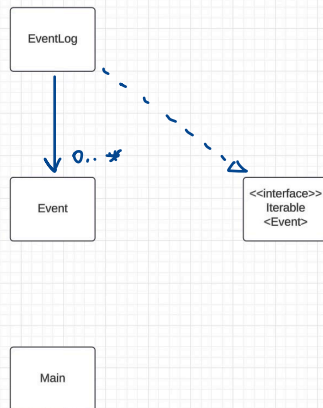 EventLog
0..*
Event
<<interface>>
Iterable
<Event>
Main